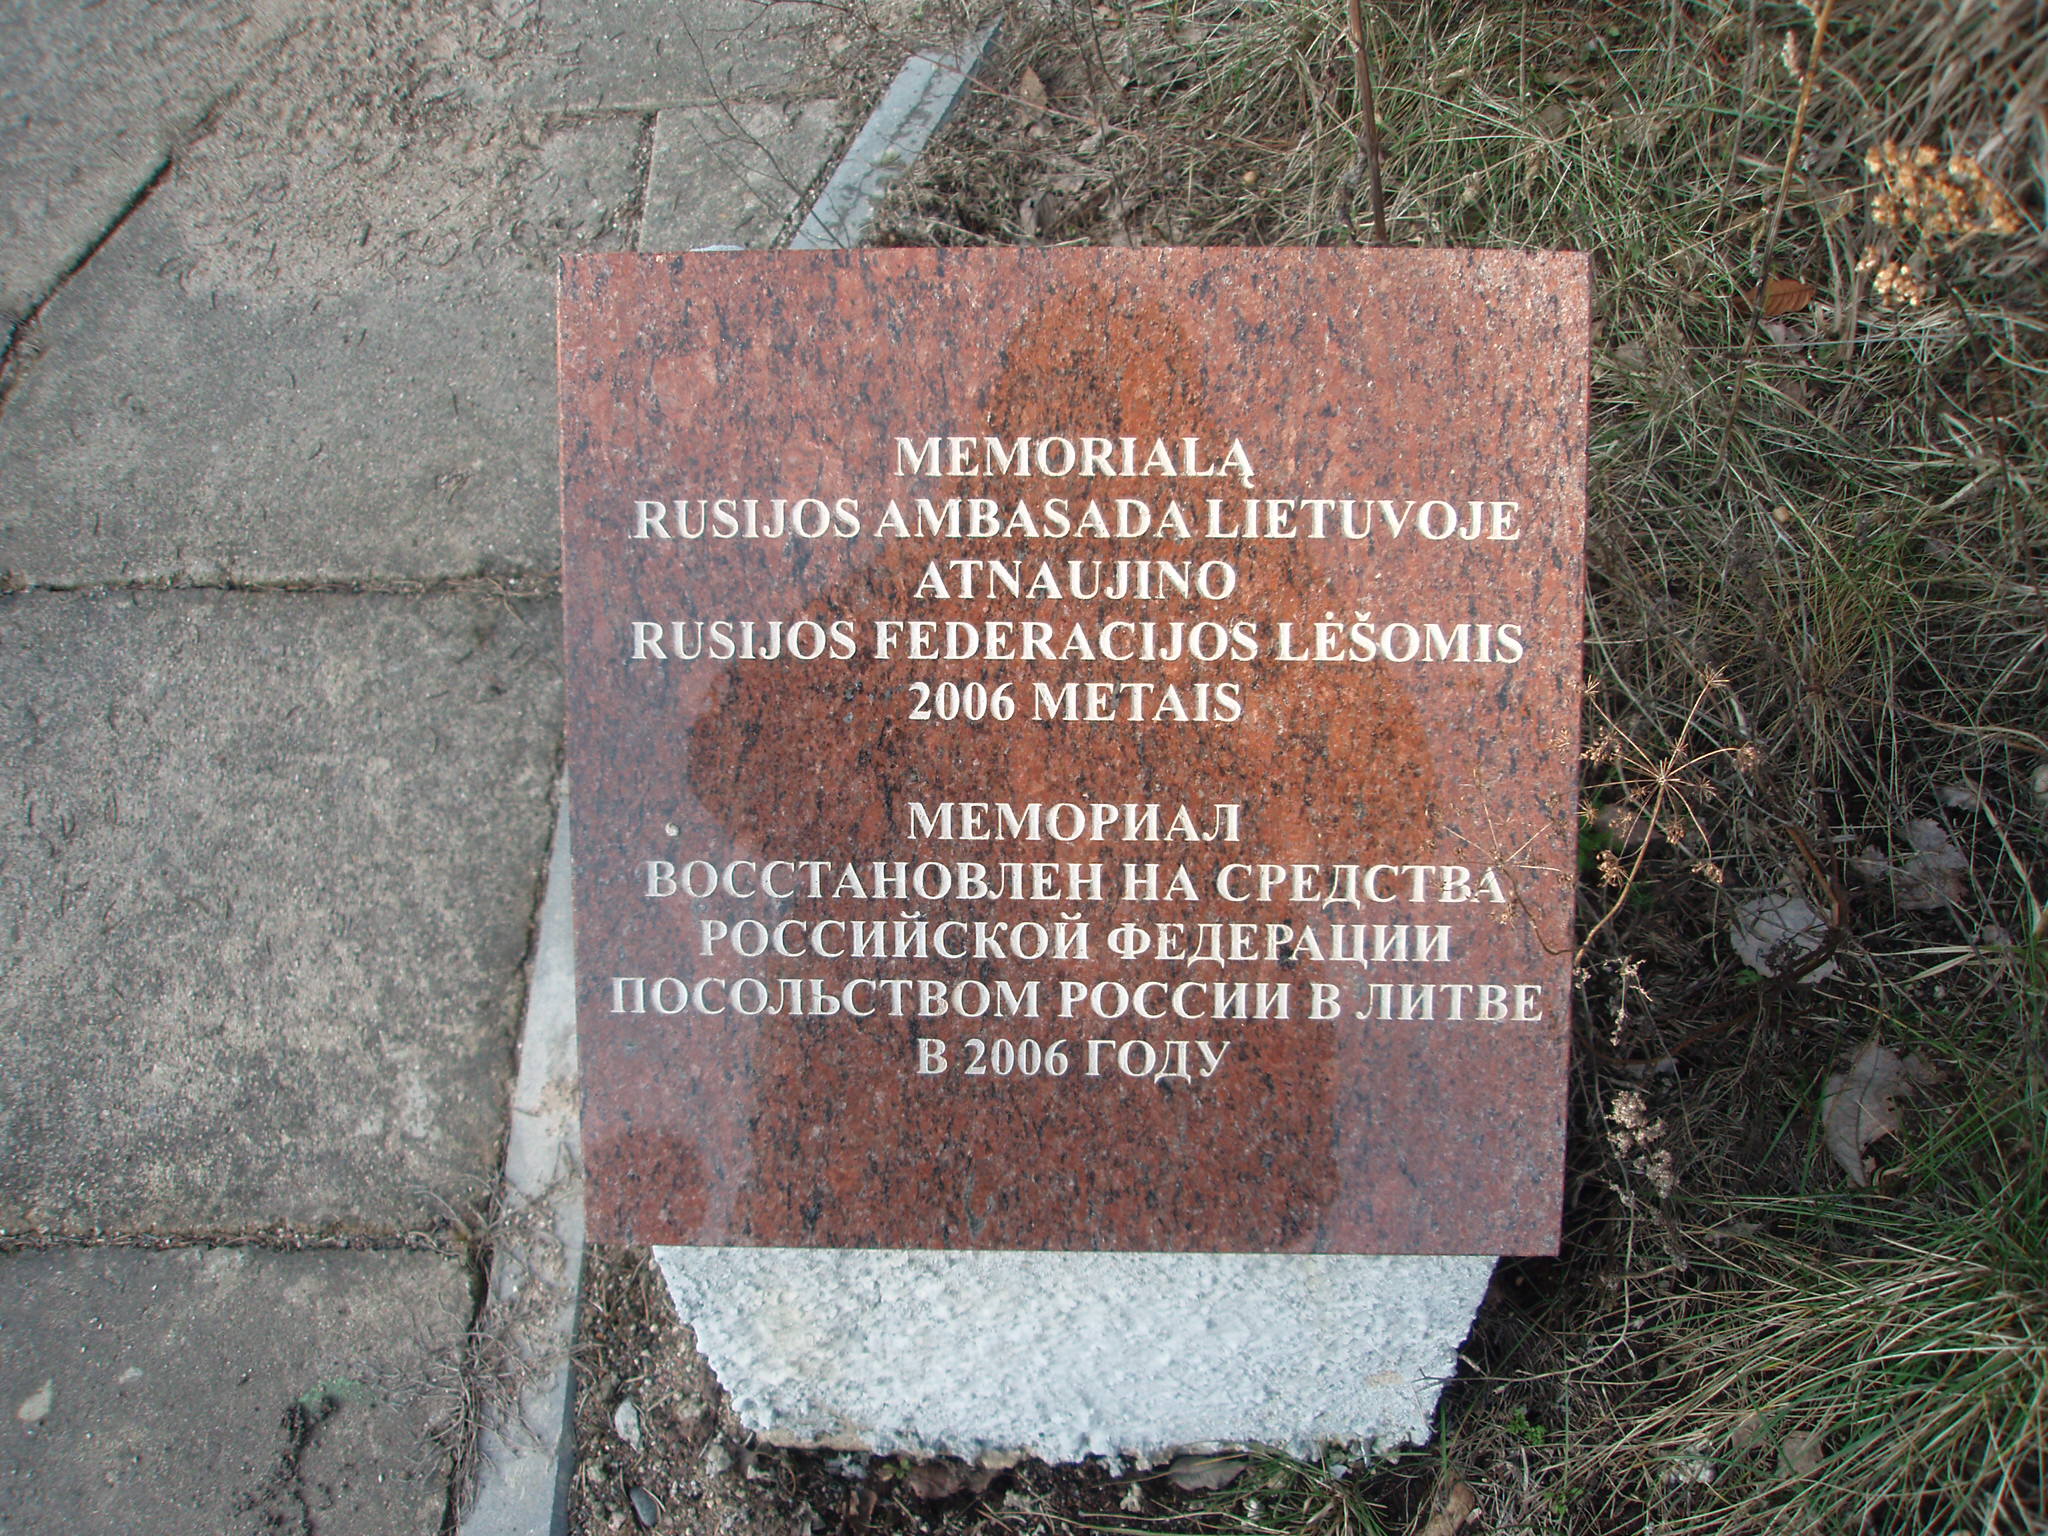 MEMORIALĄ
RUSIJOS AMBASADA LIETUVOJE
ATNAUJINO
RUSIJOS FEDERACIJOS LĖŠOMIS
2006 METAIS
МЕМОРИАЛ
ВОССТАНОВЛЕН НА СРЕДСТВА
РОССИЙСКОЙ ФЕДЕРАЦИИ
ПОСОЛЬСТВОМ РОССИИ В ЛИТВЕ
В 2006 ГОДУ